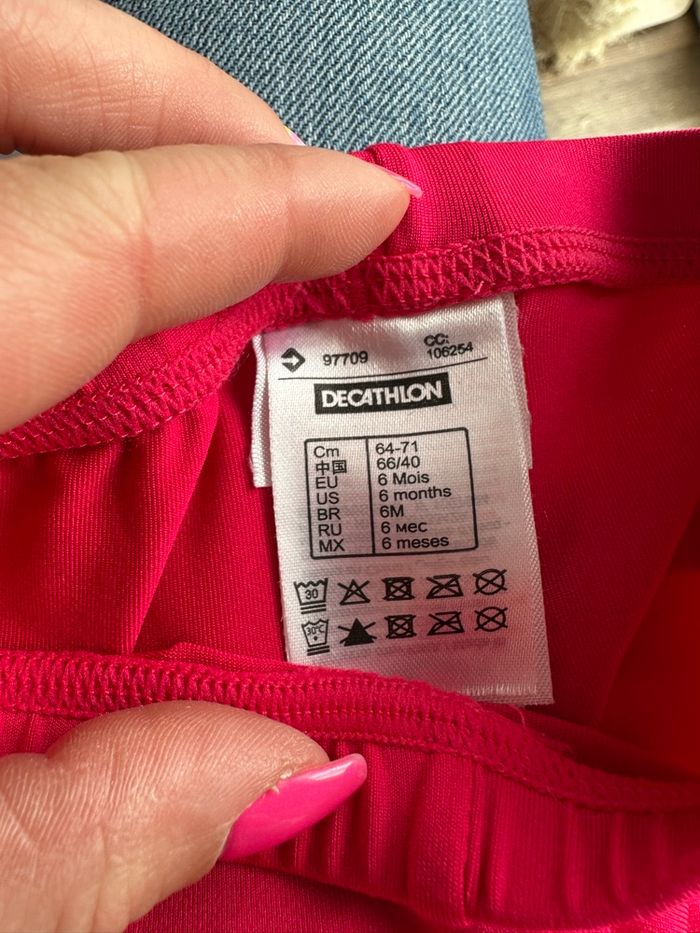 97709 CC: 106254
DECATHLON
Cm 64-71
中国 66/40
EU 6 Mois
US 6 months
BR 6M
RU 6 мес
MX 6 meses
30
30°C